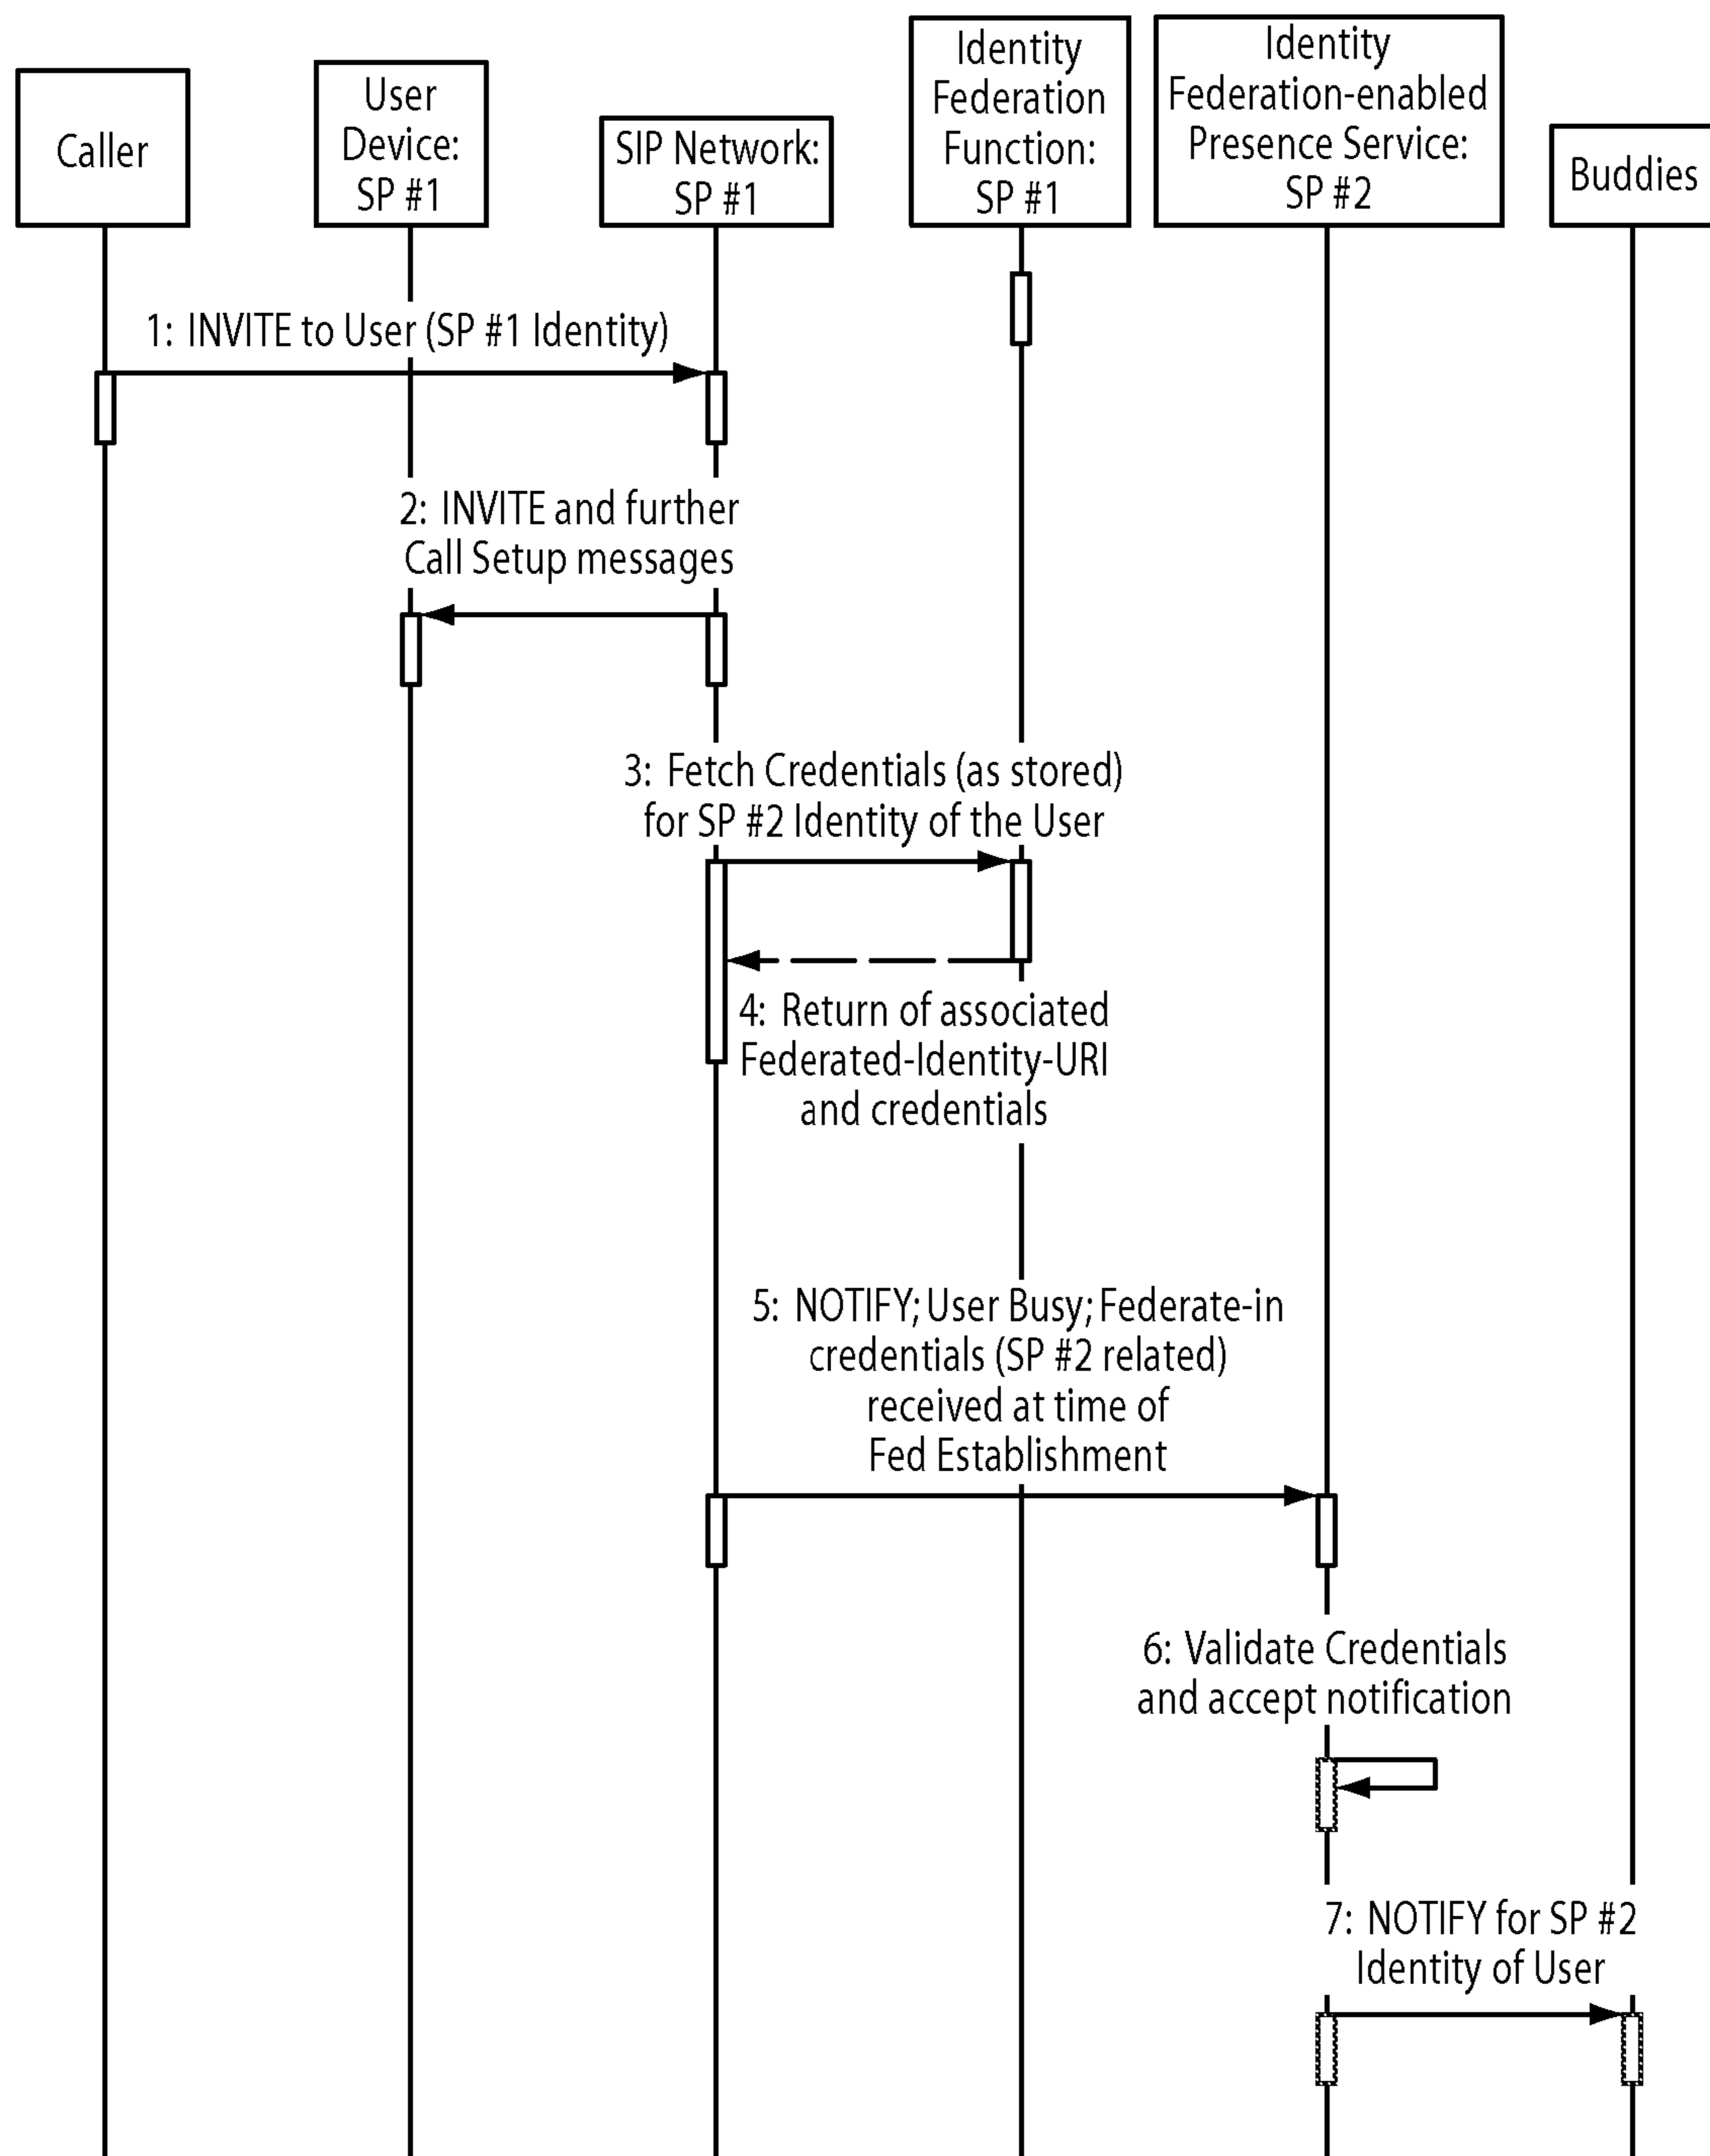 Caller
User
Device:
SP #1
SIP Network:
SP #1
Identity
Federation
Function:
SP #1
Identity
Federation-enabled
Presence Service:
SP #2
Buddies
1: INVITE to User (SP #1 Identity)
2: INVITE and further
Call Setup messages
3: Fetch Credentials (as stored)
for SP #2 Identity of the User
4: Return of associated
Federated-Identity-URI
and credentials
5: NOTIFY; User Busy; Federate-in
credentials (SP #2 related)
received at time of
Fed Establishment
6: Validate Credentials
and accept notification
7: NOTIFY for SP #2
Identity of User